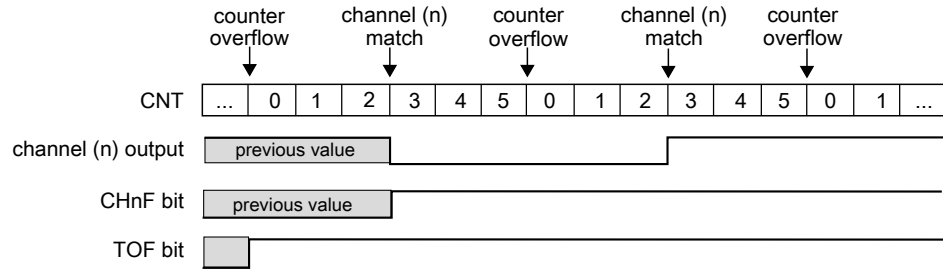 counter overflow
channel (n) match
counter overflow
channel (n) match
counter overflow
CNT ... 0 1 2 3 4 5 0 1 2 3 4 5 0 1 ...
channel (n) output previous value
CHnF bit previous value
TOF bit